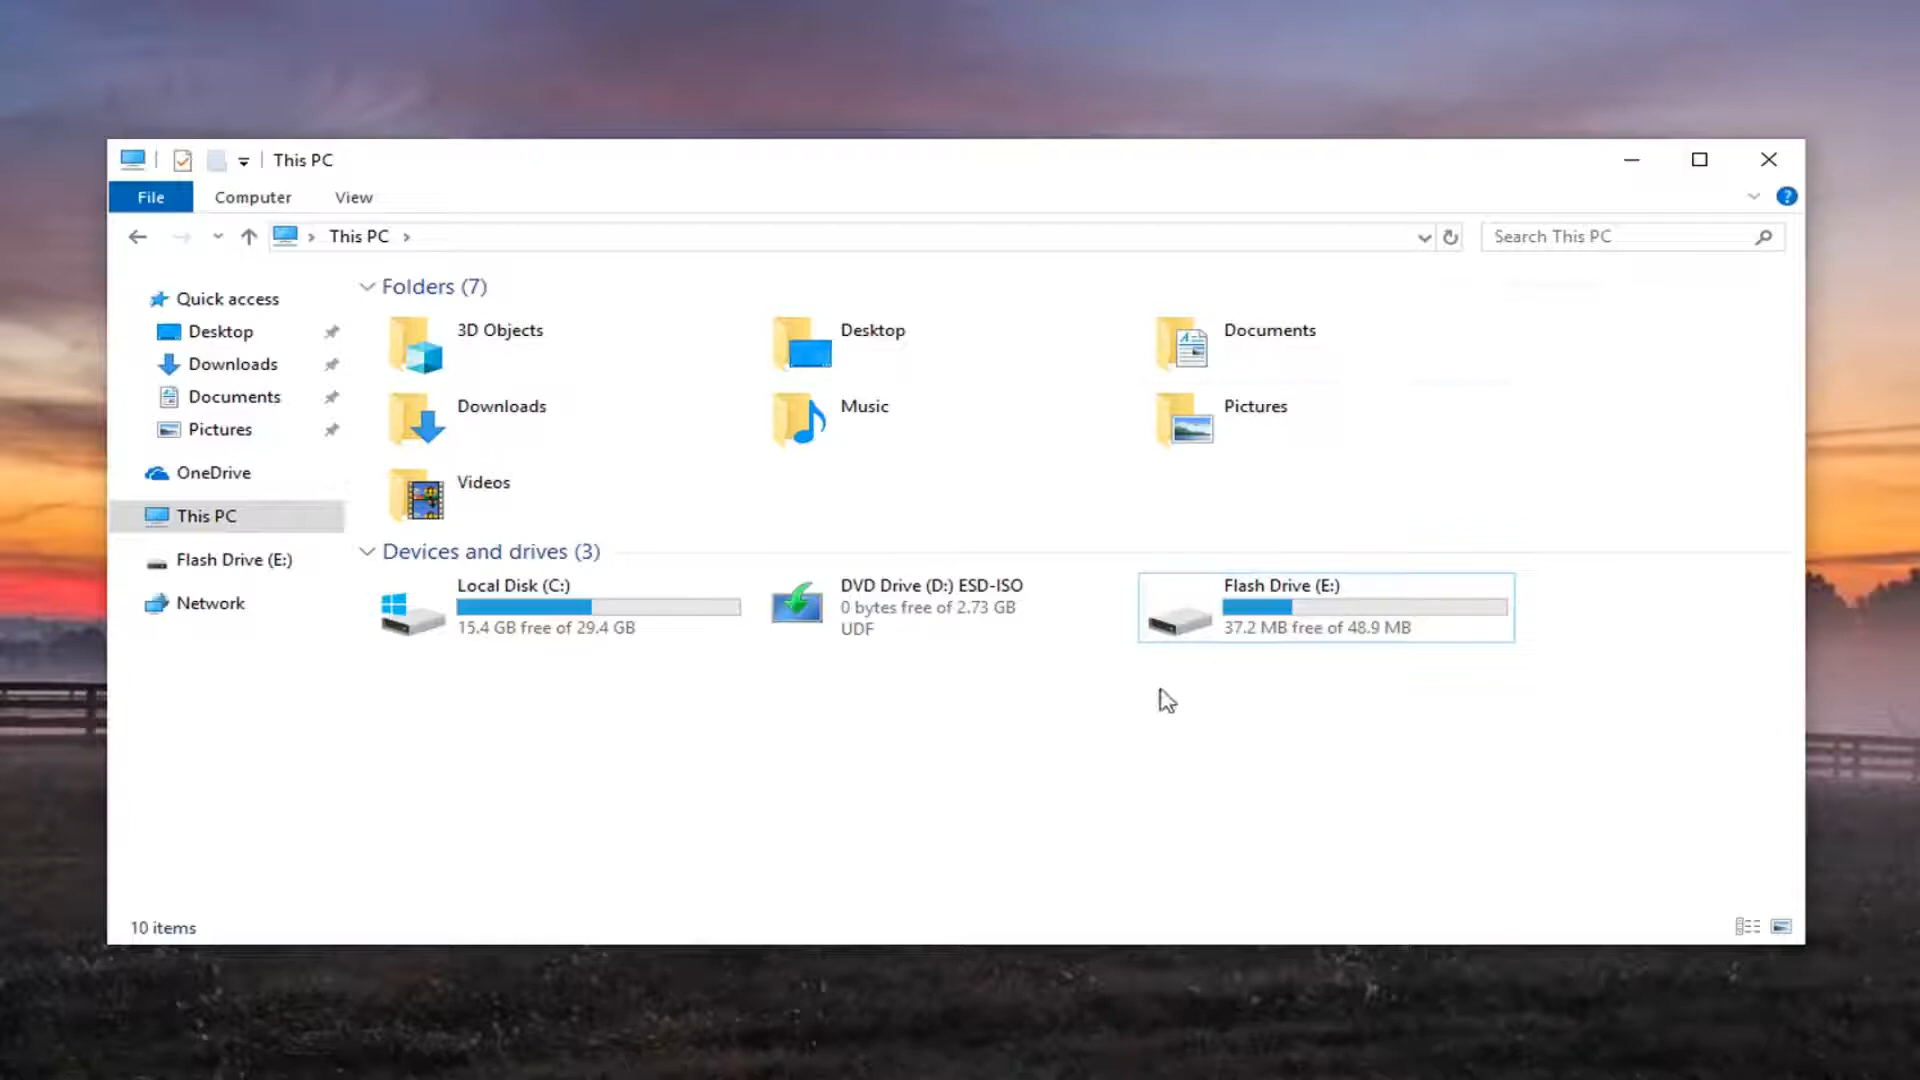 This PC
File Computer View
This PC
Search This PC
Quick access
Desktop
Downloads
Documents
Pictures
OneDrive
This PC
Flash Drive (E:)
Network
Folders (7)
3D Objects
Desktop
Documents
Downloads
Music
Pictures
Videos
Devices and drives (3)
Local Disk (C:)
15.4 GB free of 29.4 GB
DVD Drive (D:) ESD-ISO
0 bytes free of 2.73 GB
UDF
Flash Drive (E:)
37.2 MB free of 48.9 MB
10 items